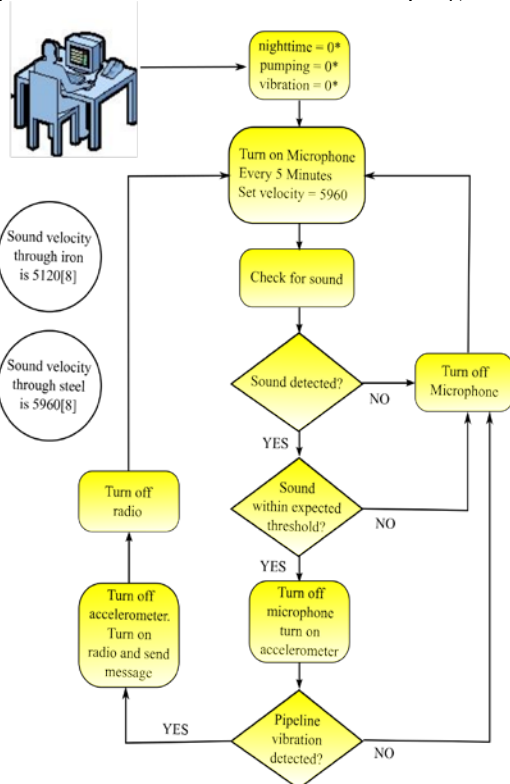 nighttime = 0*
pumping = 0*
vibration = 0*
Turn on Microphone
Every 5 Minutes
Set velocity = 5960
Sound velocity
through iron
is 5120[8]
Check for sound
Sound velocity
through steel
is 5960[8]
Sound detected?
NO
Turn off
Microphone
YES
Sound
within expected
threshold?
NO
YES
Turn off
radio
Turn off
microphone
turn on
accelerometer
Turn off
accelerometer.
Turn on
radio and send
message
Pipeline
vibration
detected?
YES
NO